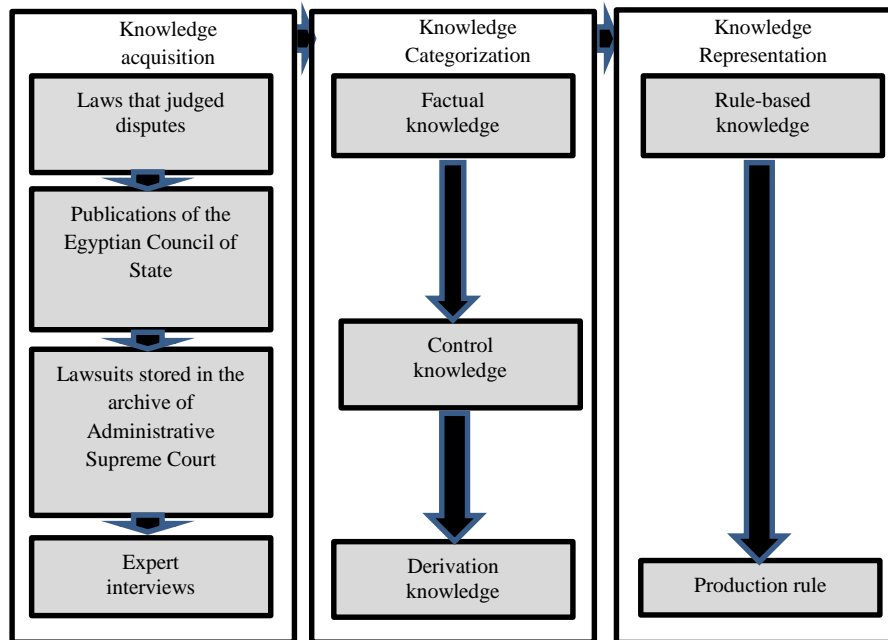 Knowledge
acquisition
Laws that judged
disputes
Publications of the
Egyptian Council of
State
Lawsuits stored in the
archive of
Administrative
Supreme Court
Expert
interviews
Knowledge
Categorization
Factual
knowledge
Control
knowledge
Derivation
knowledge
Knowledge
Representation
Rule-based
knowledge
Production rule